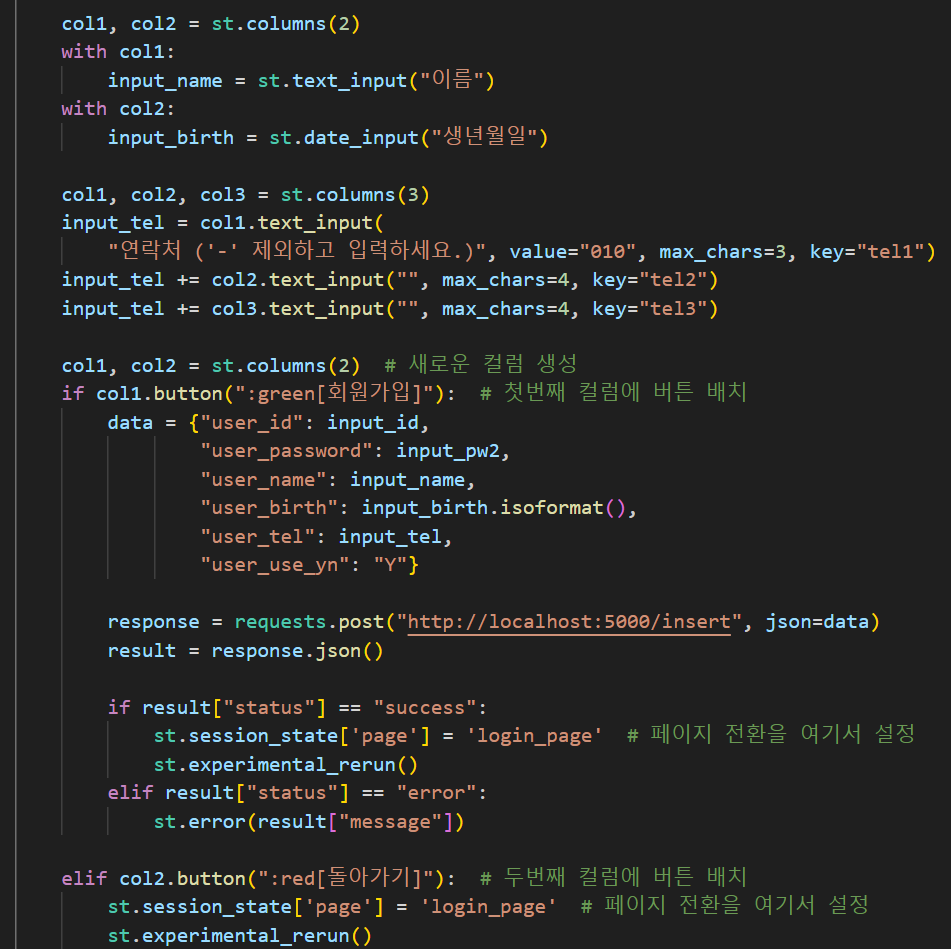 col1, col2 = st.columns(2)
with col1:
    input_name = st.text_input("이름")
with col2:
    input_birth = st.date_input("생년월일")

col1, col2, col3 = st.columns(3)
input_tel = col1.text_input(
    "연락처 ('-' 제외하고 입력하세요.)", value="010", max_chars=3, key="tel1")
input_tel += col2.text_input("", max_chars=4, key="tel2")
input_tel += col3.text_input("", max_chars=4, key="tel3")

col1, col2 = st.columns(2)  # 새로운 컬럼 생성
if col1.button(":green[회원가입]"):  # 첫번째 컬럼에 버튼 배치
    data = {"user_id": input_id,
            "user_password": input_pw2,
            "user_name": input_name,
            "user_birth": input_birth.isoformat(),
            "user_tel": input_tel,
            "user_use_yn": "Y"}

    response = requests.post("http://localhost:5000/insert", json=data)
    result = response.json()

    if result["status"] == "success":
        st.session_state['page'] = 'login_page'  # 페이지 전환을 여기서 설정
        st.experimental_rerun()
    elif result["status"] == "error":
        st.error(result["message"])

elif col2.button(":red[돌아가기]"):  # 두번째 컬럼에 버튼 배치
    st.session_state['page'] = 'login_page'  # 페이지 전환을 여기서 설정
    st.experimental_rerun()